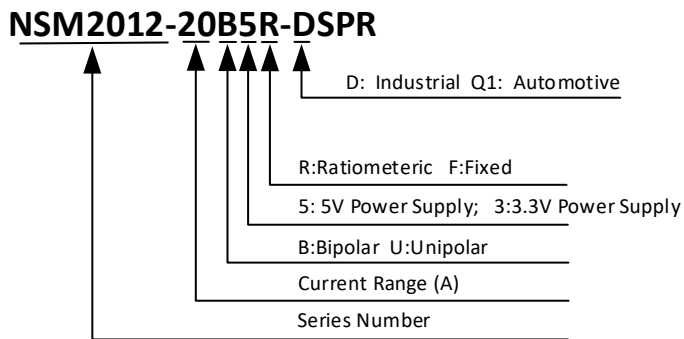 NSM2012-20B5R-DSPR
D: Industrial Q1: Automotive
R:Ratiometeric F:Fixed
5: 5V Power Supply; 3:3.3V Power Supply
B:Bipolar U:Unipolar
Current Range (A)
Series Number